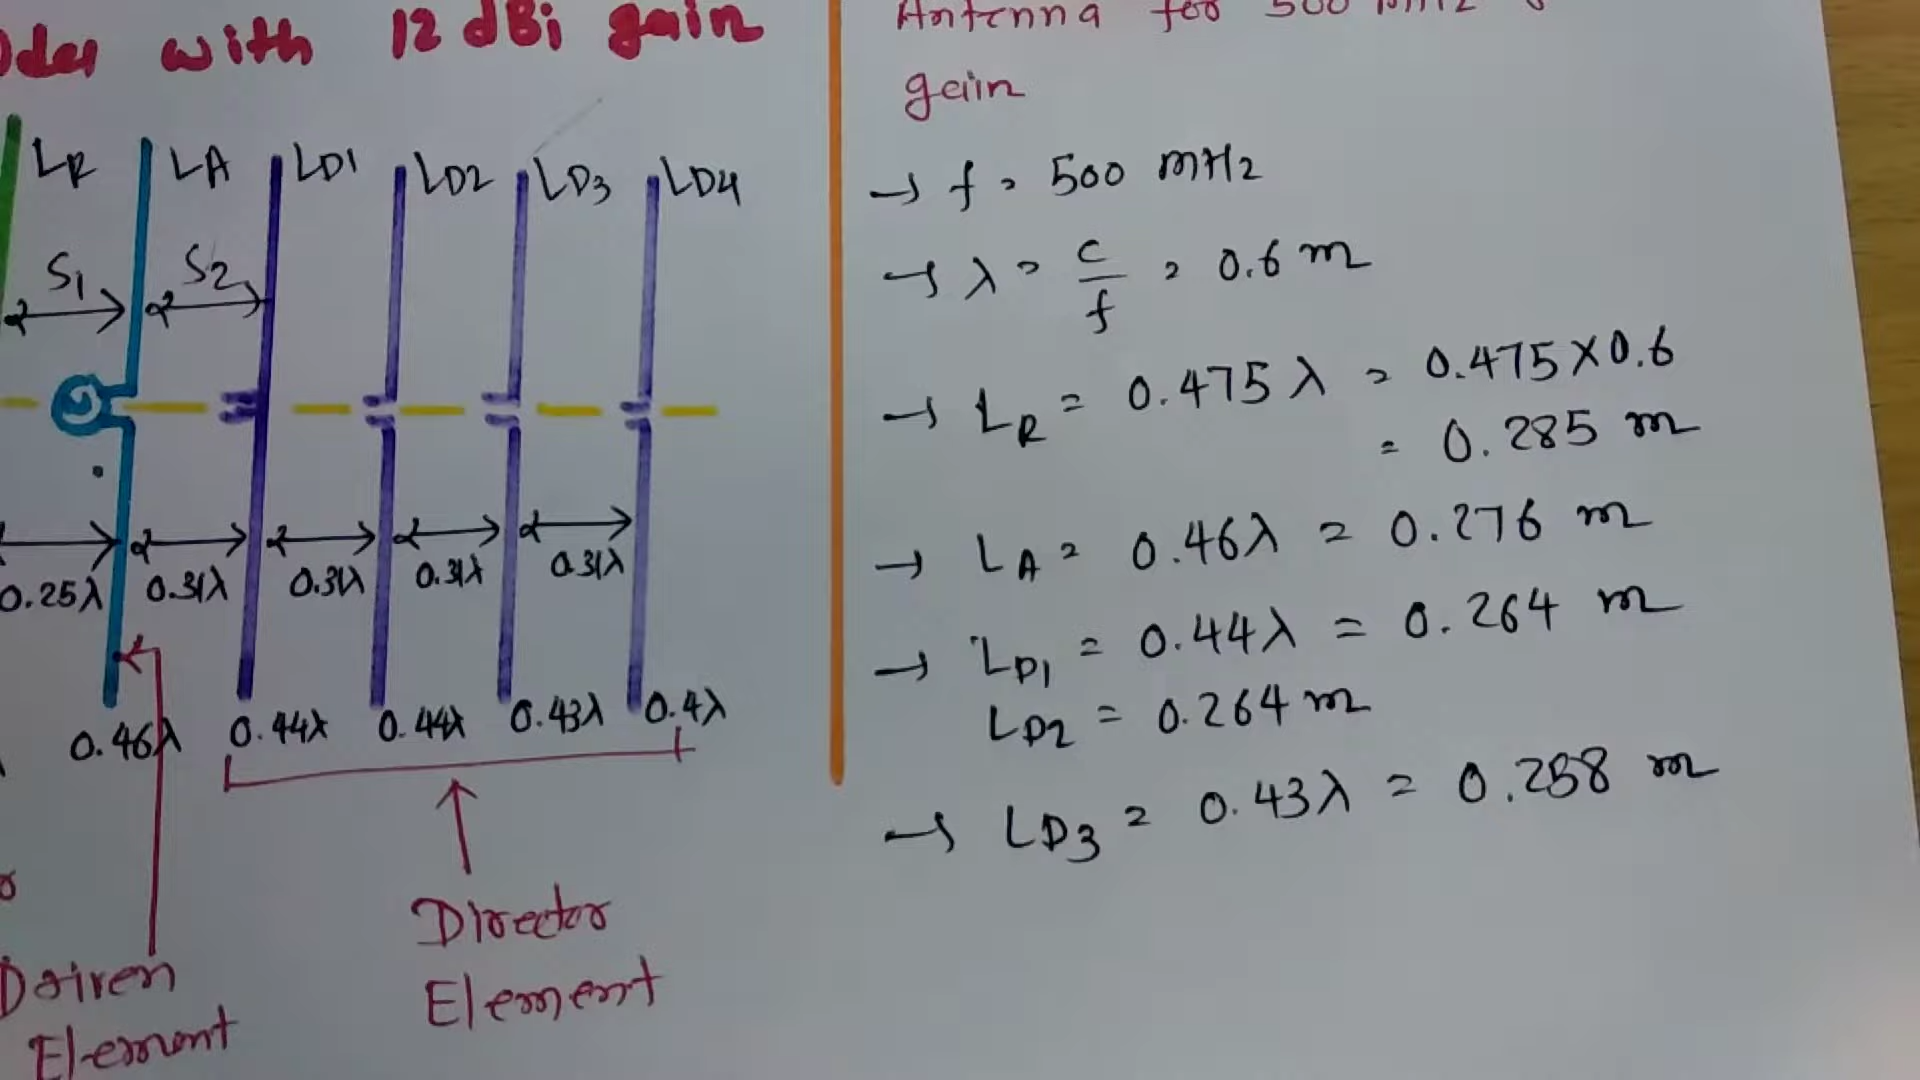 with 12 dBi gain
LR LA LD1 LD2 LD3 LD4
S1 S2
0.25λ 0.31λ 0.31λ 0.31λ 0.31λ
0.46λ 0.44λ 0.44λ 0.43λ 0.4λ
Director
Element
Driven
Element
Antenna for 500 MHz
gain
→ f = 500 MHz
→ λ = c/f = 0.6 m
→ LR = 0.475 λ = 0.475 × 0.6
= 0.285 m
→ LA = 0.46λ = 0.276 m
→ LD1 = 0.44λ = 0.264 m
LD2 = 0.264 m
→ LD3 = 0.43λ = 0.258 m